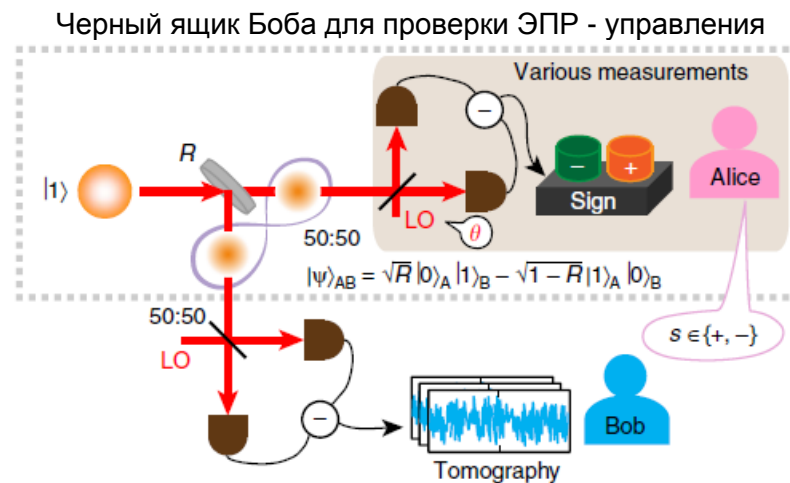 Черный ящик Боба для проверки ЭПР - управления
Various measurements
R
|1⟩
−
− +
Sign
Alice
LO
θ
50:50
|ψ⟩AB = √R |0⟩A |1⟩B − √1 − R |1⟩A |0⟩B
s ∈ {+, −}
50:50
LO
−
Bob
Tomography